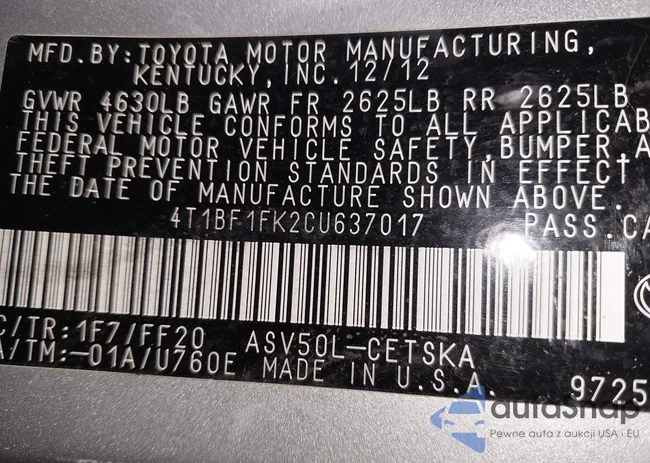 MFD. BY: TOYOTA MOTOR MANUFACTURING,
KENTUCKY, INC. 12/12
GVWR 4630LB GAWR FR 2625LB RR 2625LB
THIS VEHICLE CONFORMS TO ALL APPLICAB
FEDERAL MOTOR VEHICLE SAFETY, BUMPER A
THEFT PREVENTION STANDARDS IN EFFECT
THE DATE OF MANUFACTURE SHOWN ABOVE.
4T1BF1FK2CU637017 PASS.CA
C/TR:1F7/FF20 ASV50L-CETSKA
A/TM:-01A/U760E MADE IN U.S.A. 9725
autaShop
Pewne auta z aukcji USA i EU